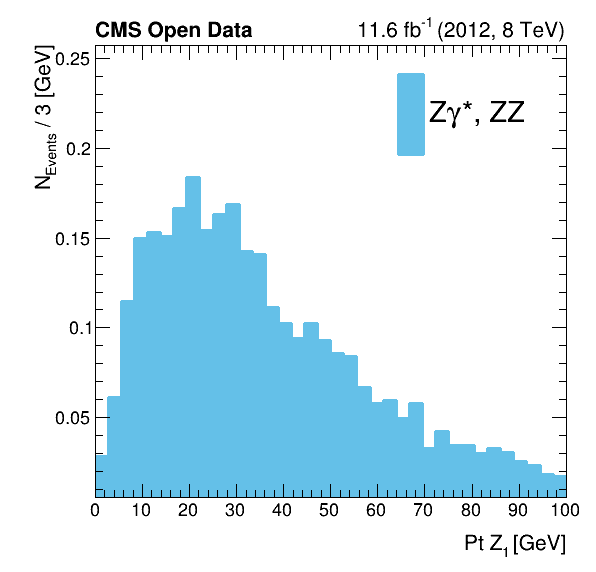 CMS Open Data 11.6 fb⁻¹ (2012, 8 TeV)
N_Events / 3 [GeV]
Zγ*, ZZ
0.25
0.2
0.15
0.1
0.05
0 10 20 30 40 50 60 70 80 90 100
Pt Z₁ [GeV]